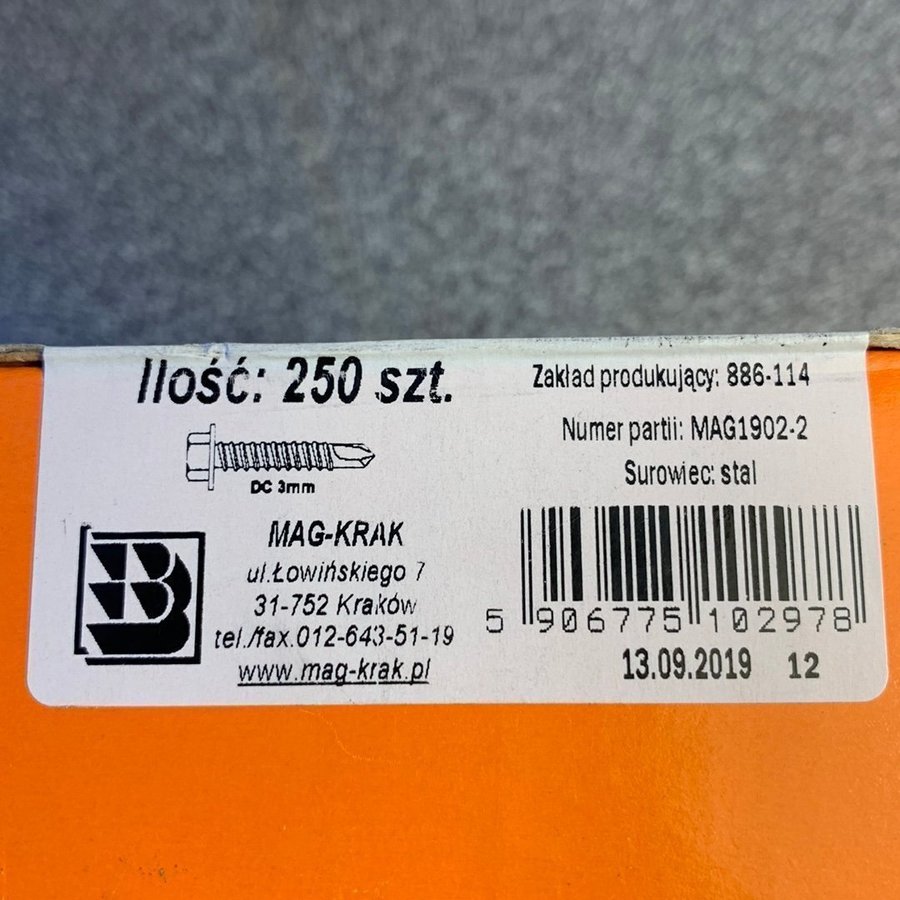 Ilość: 250 szt.
DC 3mm
MAG-KRAK
ul.Łowińskiego 7
31-752 Kraków
tel./fax.012-643-51-19
www.mag-krak.pl
Zakład produkujący: 886-114
Numer partii: MAG1902-2
Surowiec: stal
5 906775 102978
13.09.2019 12